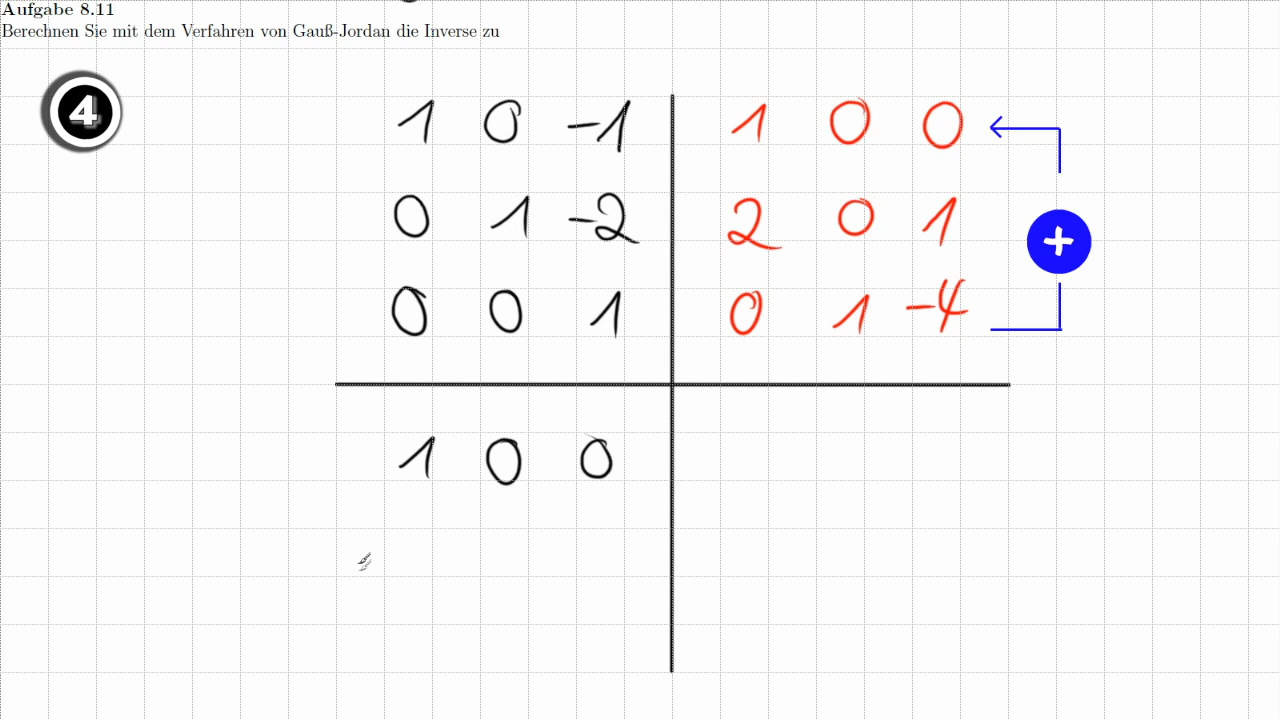 Aufgabe 8.11
Berechnen Sie mit dem Verfahren von Gauß-Jordan die Inverse zu
4
1 0 -1 1 0 0
0 1 -2 2 0 1
+
0 0 1 0 1 -4
1 0 0